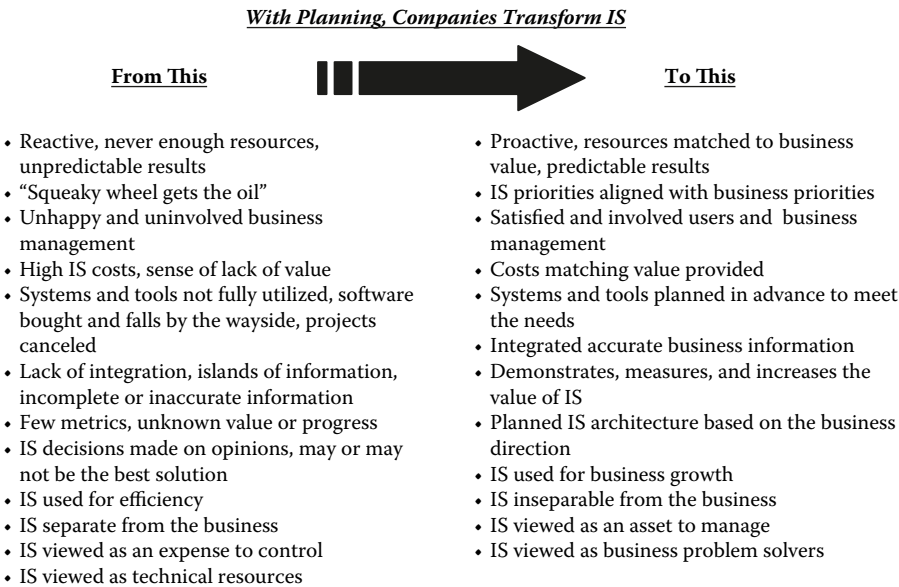 With Planning, Companies Transform IS
From This
To This
• Reactive, never enough resources,
unpredictable results
• “Squeaky wheel gets the oil”
• Unhappy and uninvolved business
management
• High IS costs, sense of lack of value
• Systems and tools not fully utilized, software
bought and falls by the wayside, projects
canceled
• Lack of integration, islands of information,
incomplete or inaccurate information
• Few metrics, unknown value or progress
• IS decisions made on opinions, may or may
not be the best solution
• IS used for efficiency
• IS separate from the business
• IS viewed as an expense to control
• IS viewed as technical resources
• Proactive, resources matched to business
value, predictable results
• IS priorities aligned with business priorities
• Satisfied and involved users and business
management
• Costs matching value provided
• Systems and tools planned in advance to meet
the needs
• Integrated accurate business information
• Demonstrates, measures, and increases the
value of IS
• Planned IS architecture based on the business
direction
• IS used for business growth
• IS inseparable from the business
• IS viewed as an asset to manage
• IS viewed as business problem solvers